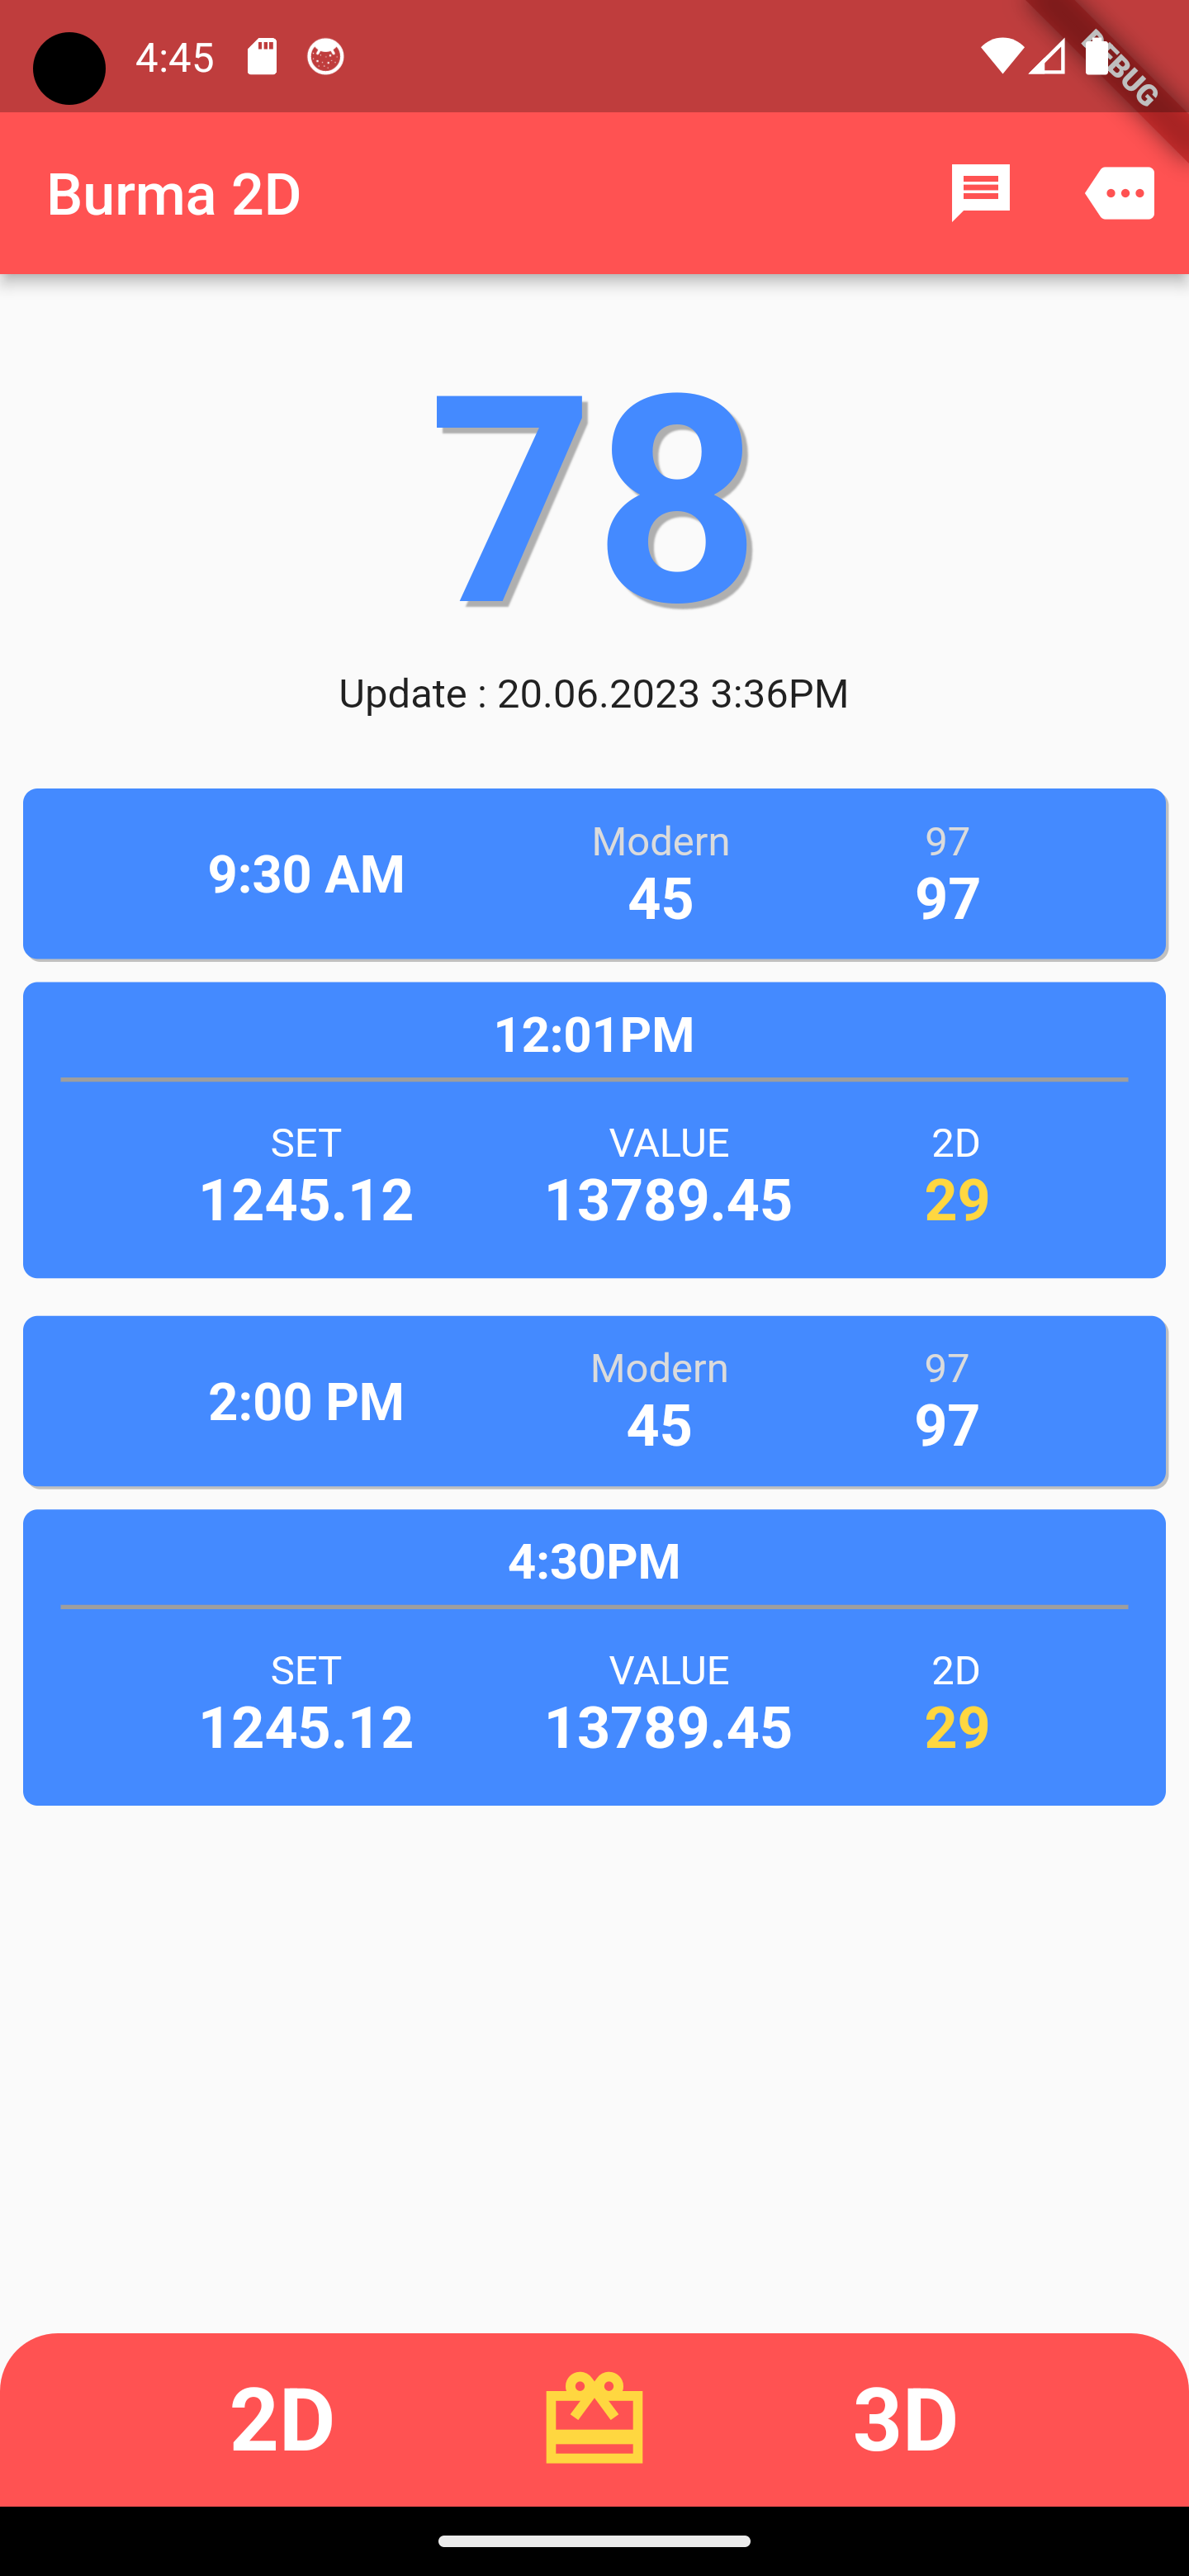 4:45
DEBUG
Burma 2D
78
Update : 20.06.2023 3:36PM
Modern 97
9:30 AM 45 97
12:01PM
SET VALUE 2D
1245.12 13789.45 29
Modern 97
2:00 PM 45 97
4:30PM
SET VALUE 2D
1245.12 13789.45 29
2D 3D